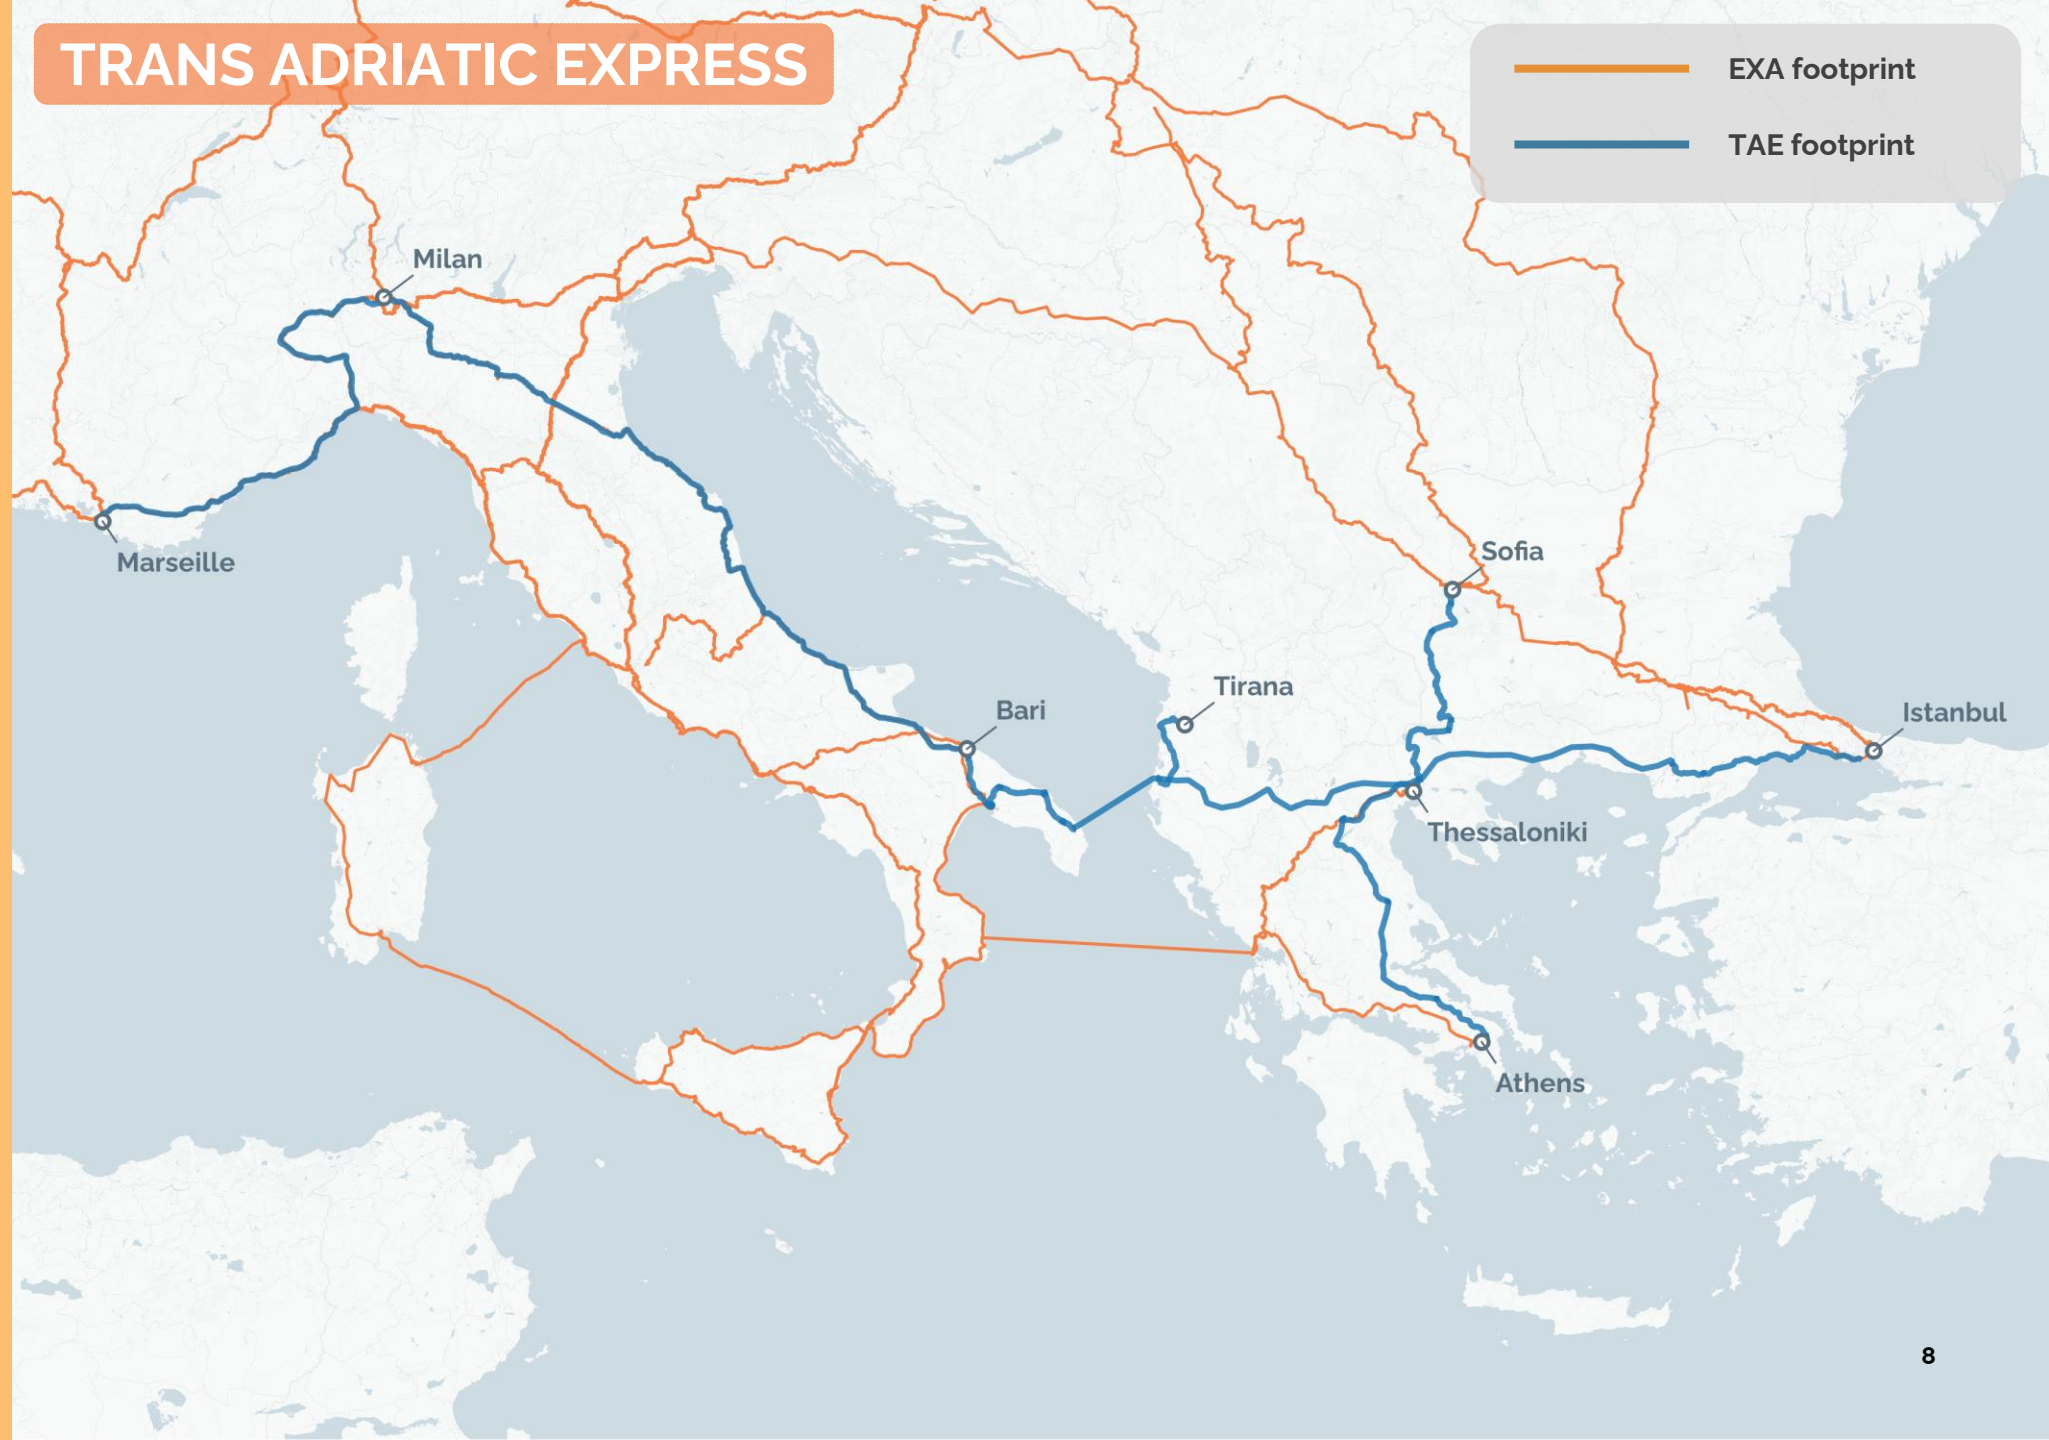 TRANS ADRIATIC EXPRESS
EXA footprint
TAE footprint
Milan
Marseille
Sofia
Tirana
Bari
Istanbul
Thessaloniki
Athens
8